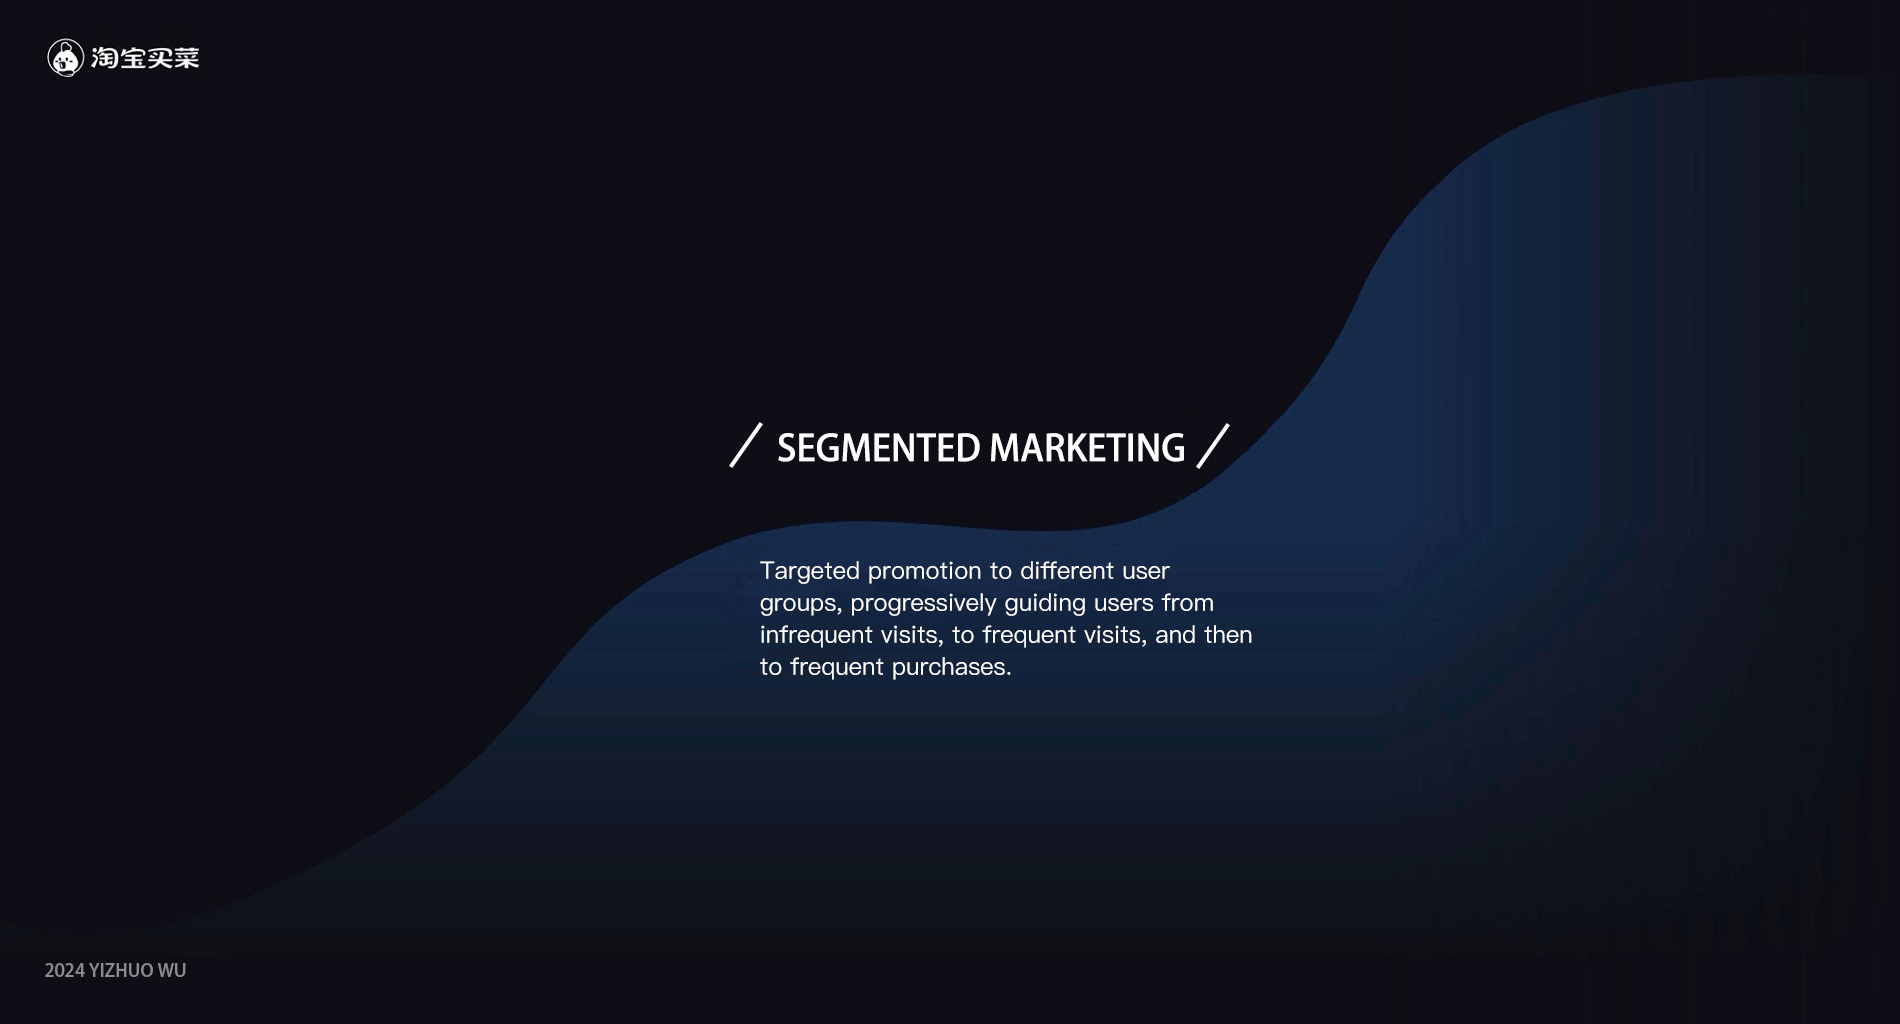 淘宝买菜
/ SEGMENTED MARKETING /
Targeted promotion to different user
groups, progressively guiding users from
infrequent visits, to frequent visits, and then
to frequent purchases.
2024 YIZHUO WU